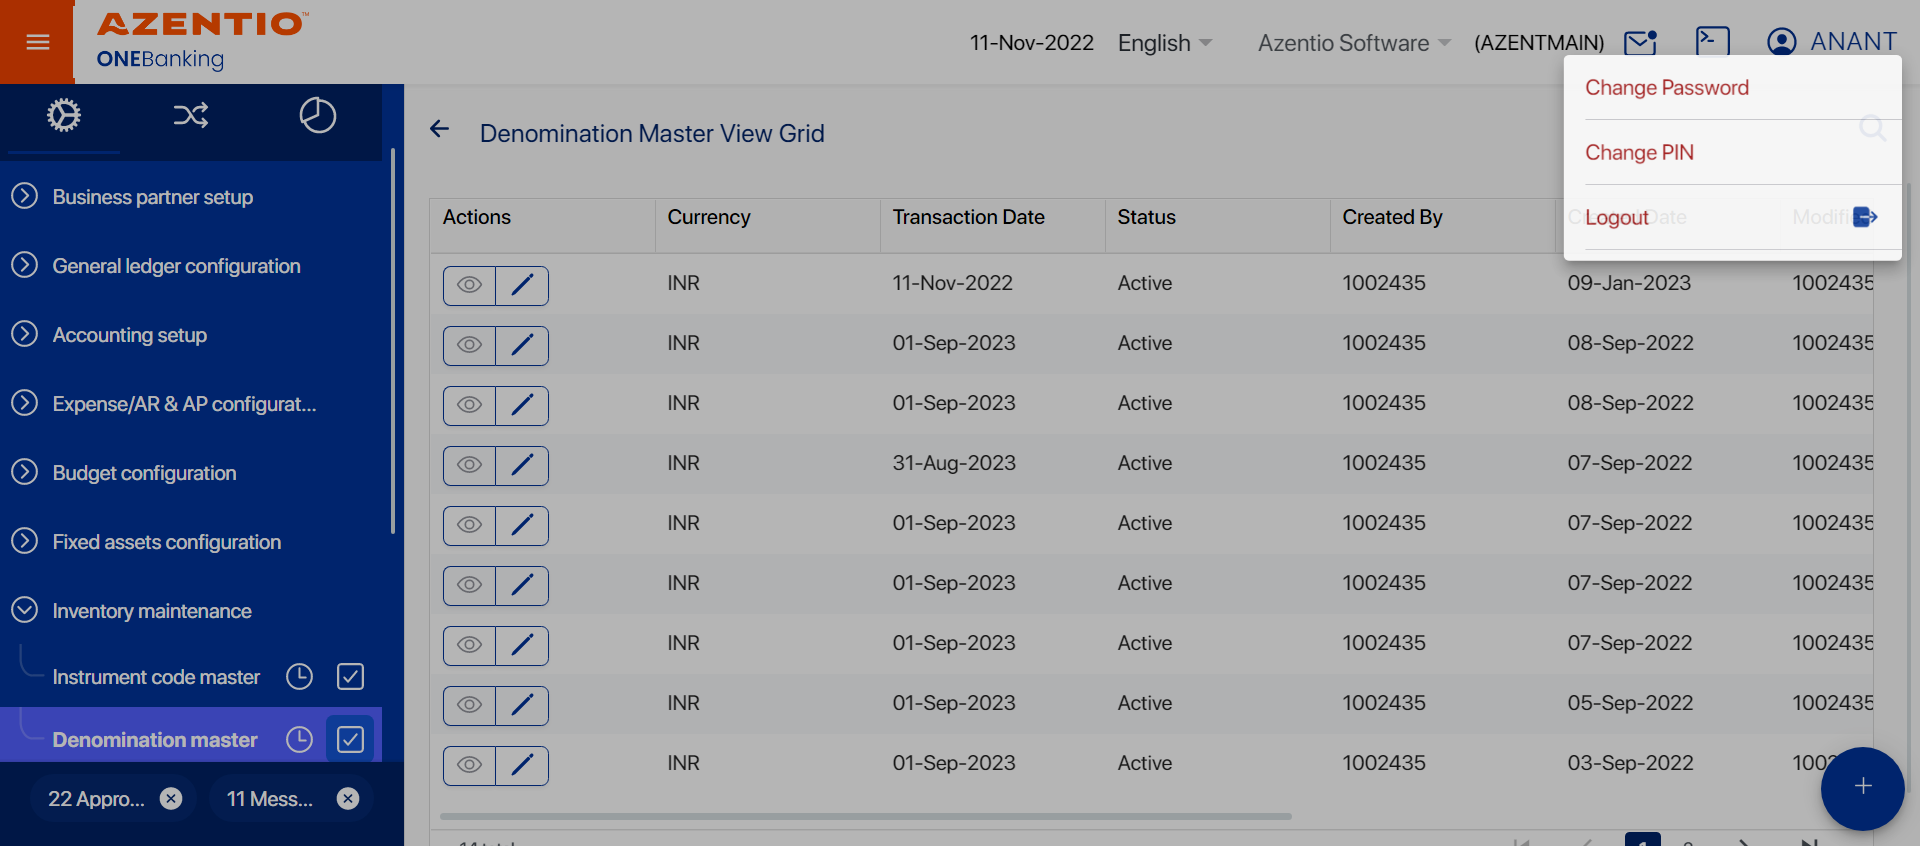 AZENTIO™
ONEBanking
11-Nov-2022
English
Azentio Software
(AZENTMAIN)
ANANT
Change Password
Change PIN
Logout
Business partner setup
General ledger configuration
Accounting setup
Expense/AR & AP configurat...
Budget configuration
Fixed assets configuration
Inventory maintenance
Instrument code master
Denomination master
22 Appro...
11 Mess...
Denomination Master View Grid
Actions Currency Transaction Date Status Created By Created Date
INR 11-Nov-2022 Active 1002435 09-Jan-2023 1002435
INR 01-Sep-2023 Active 1002435 08-Sep-2022 1002435
INR 01-Sep-2023 Active 1002435 08-Sep-2022 1002435
INR 31-Aug-2023 Active 1002435 07-Sep-2022 1002435
INR 01-Sep-2023 Active 1002435 07-Sep-2022 1002435
INR 01-Sep-2023 Active 1002435 07-Sep-2022 1002435
INR 01-Sep-2023 Active 1002435 07-Sep-2022 1002435
INR 01-Sep-2023 Active 1002435 05-Sep-2022 1002435
INR 01-Sep-2023 Active 1002435 03-Sep-2022